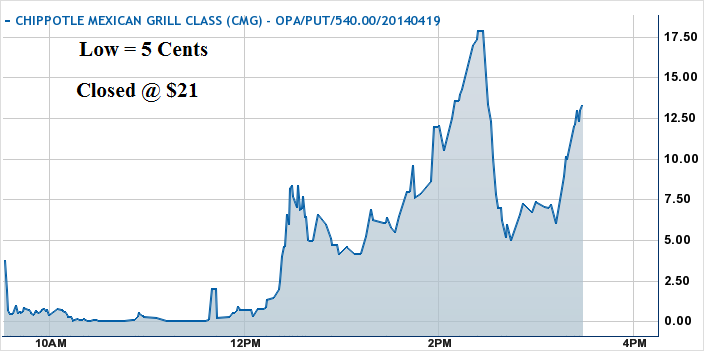 CHIPPOTLE MEXICAN GRILL CLASS (CMG) - OPA/PUT/540.00/20140419
Low = 5 Cents
Closed @ $21
17.50
15.00
12.50
10.00
7.50
5.00
2.50
0.00
10AM 12PM 2PM 4PM